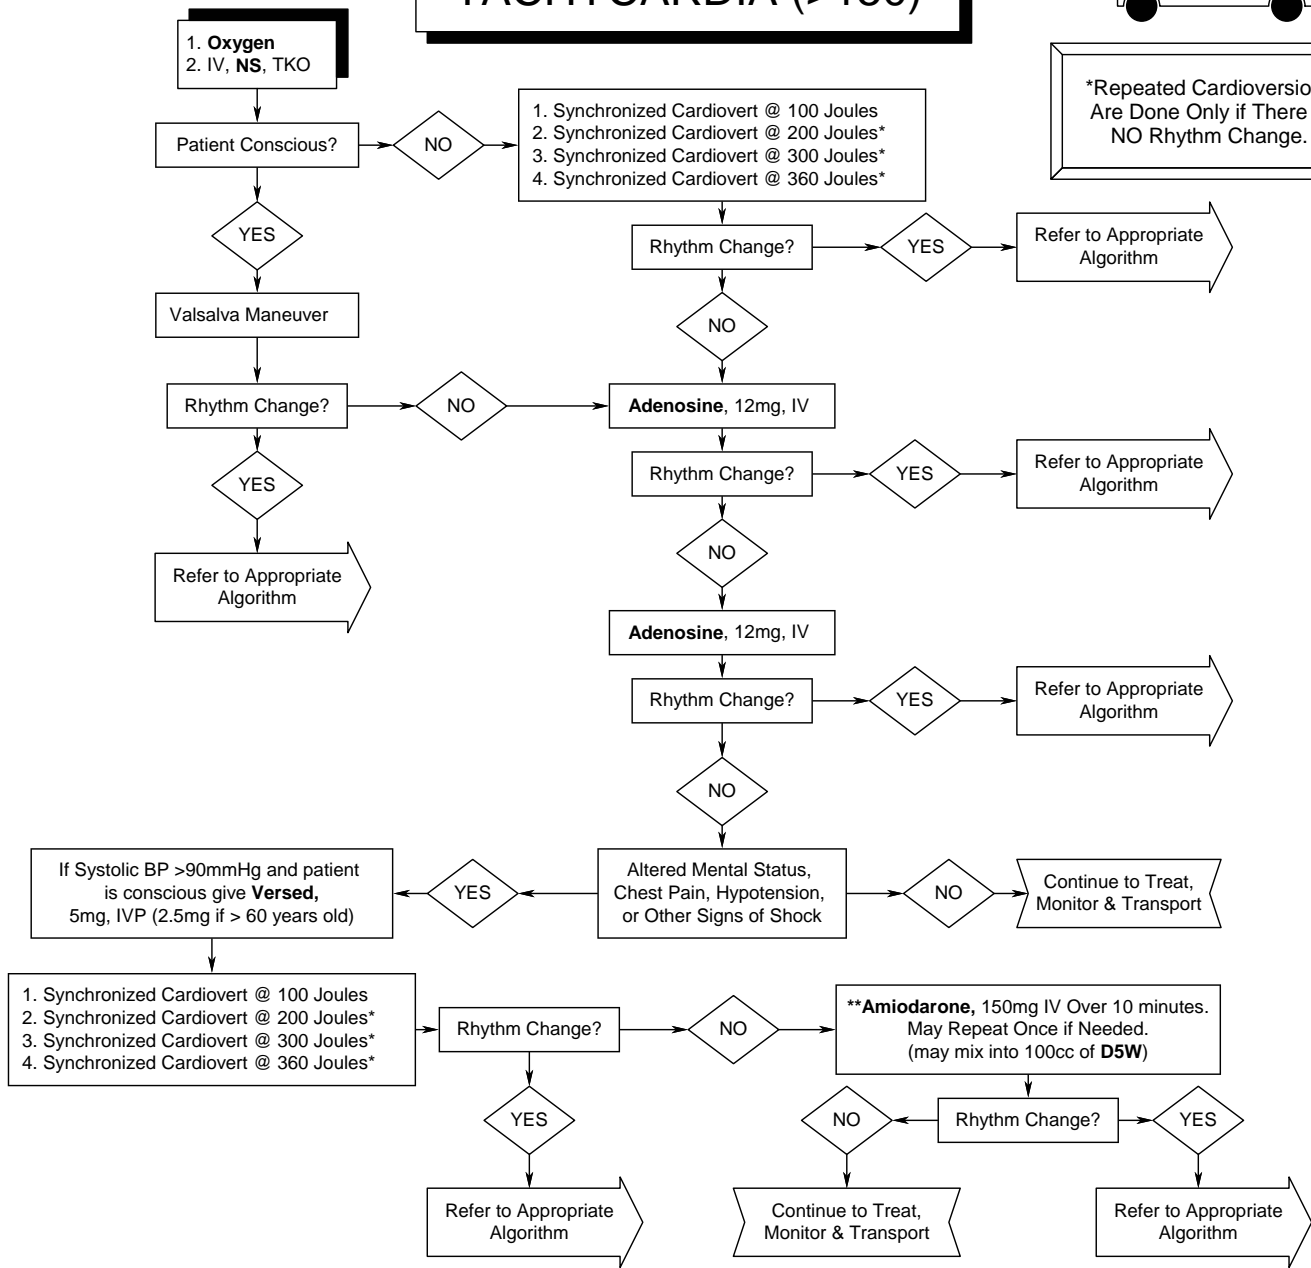 TACHYCARDIA (>150)
1. Oxygen
2. IV, NS, TKO
*Repeated Cardioversio
Are Done Only if There
NO Rhythm Change.
Patient Conscious?
NO
1. Synchronized Cardiovert @ 100 Joules
2. Synchronized Cardiovert @ 200 Joules*
3. Synchronized Cardiovert @ 300 Joules*
4. Synchronized Cardiovert @ 360 Joules*
YES
Rhythm Change?
YES
Refer to Appropriate
Algorithm
Valsalva Maneuver
NO
Rhythm Change?
NO
Adenosine, 12mg, IV
YES
Rhythm Change?
YES
Refer to Appropriate
Algorithm
Refer to Appropriate
Algorithm
NO
Adenosine, 12mg, IV
Rhythm Change?
YES
Refer to Appropriate
Algorithm
NO
If Systolic BP >90mmHg and patient
is conscious give Versed,
5mg, IVP (2.5mg if > 60 years old)
YES
Altered Mental Status,
Chest Pain, Hypotension,
or Other Signs of Shock
NO
Continue to Treat,
Monitor & Transport
1. Synchronized Cardiovert @ 100 Joules
2. Synchronized Cardiovert @ 200 Joules*
3. Synchronized Cardiovert @ 300 Joules*
4. Synchronized Cardiovert @ 360 Joules*
Rhythm Change?
NO
**Amiodarone, 150mg IV Over 10 minutes.
May Repeat Once if Needed.
(may mix into 100cc of D5W)
YES
NO
Rhythm Change?
YES
Refer to Appropriate
Algorithm
Continue to Treat,
Monitor & Transport
Refer to Appropriate
Algorithm